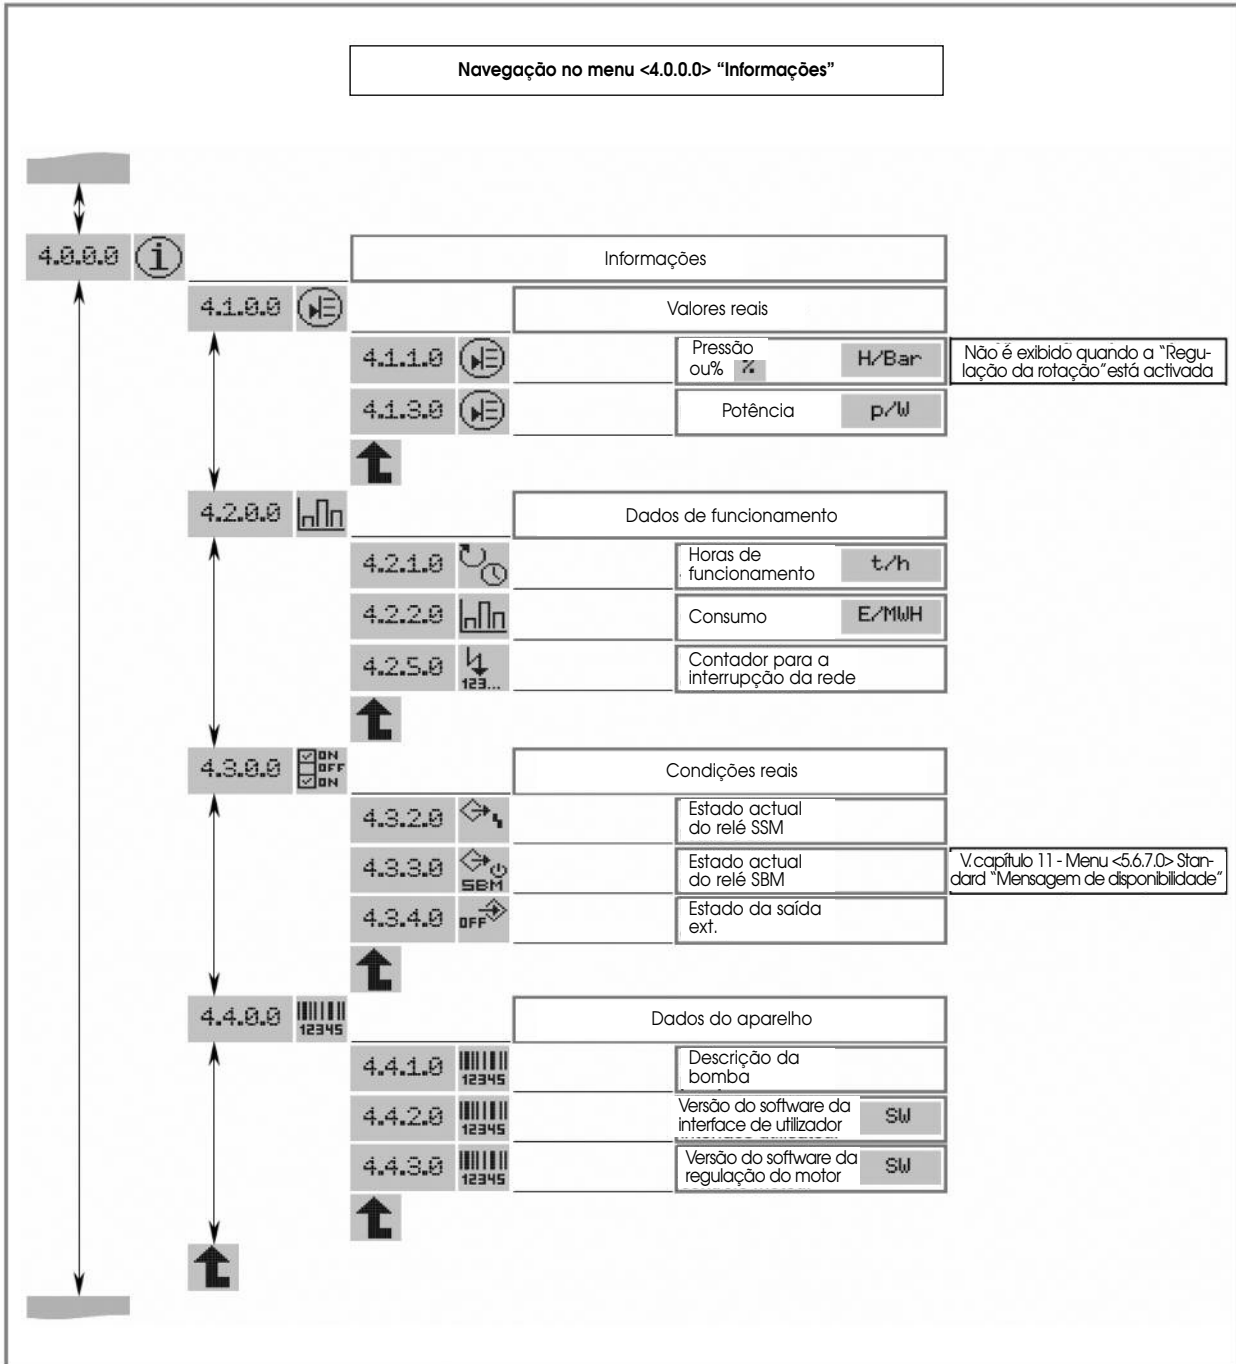 Navegação no menu <4.0.0.0> “Informações”
4.0.0.0
Informações
4.1.0.0
Valores reais
4.1.1.0
Pressão
ou% %
H/Bar
Não é exibido quando a “Regu-
lação da rotação”está activada
4.1.3.0
Potência
p/W
4.2.0.0
Dados de funcionamento
4.2.1.0
Horas de
funcionamento
t/h
4.2.2.0
Consumo
E/MWH
4.2.5.0
123...
Contador para a
interrupção da rede
4.3.0.0
ON
OFF
ON
Condições reais
4.3.2.0
Estado actual
do relé SSM
4.3.3.0
SBM
Estado actual
do relé SBM
V. capítulo 11 - Menu <5.6.7.0> Stan-
dard “Mensagem de disponibilidade”
4.3.4.0
OFF
Estado da saída
ext.
4.4.0.0
12345
Dados do aparelho
4.4.1.0
12345
Descrição da
bomba
4.4.2.0
12345
Versão do software da
interface de utilizador
SW
4.4.3.0
12345
Versão do software da
regulação do motor
SW